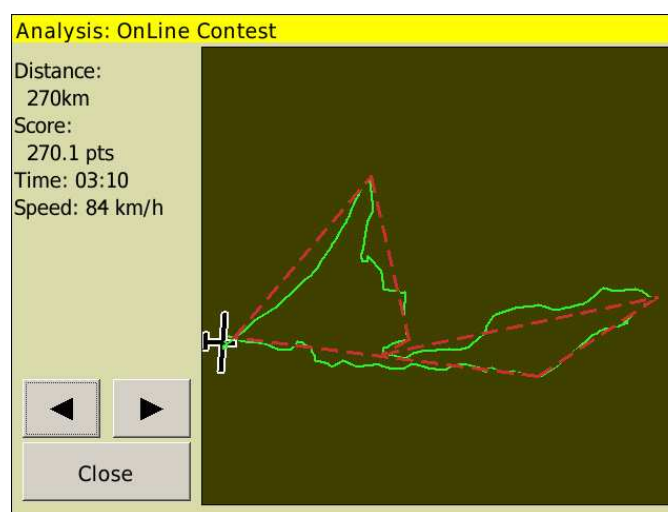 Analysis: OnLine Contest
Distance:
270km
Score:
270.1 pts
Time: 03:10
Speed: 84 km/h
Close